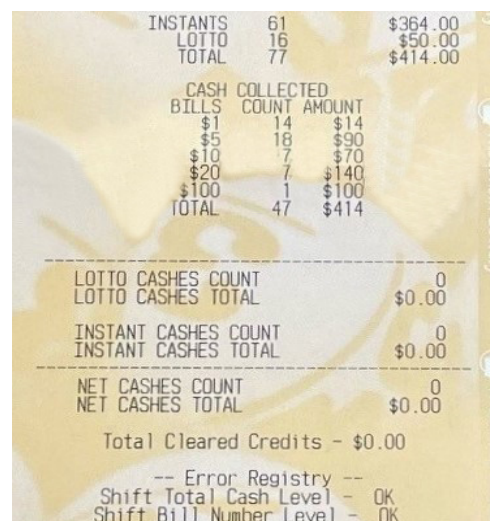 INSTANTS 61 $364.00
LOTTO 16 $50.00
TOTAL 77 $414.00
CASH COLLECTED
BILLS COUNT AMOUNT
$1 14 $14
$5 18 $90
$10 7 $70
$20 7 $140
$100 1 $100
TOTAL 47 $414
LOTTO CASHES COUNT 0
LOTTO CASHES TOTAL $0.00
INSTANT CASHES COUNT 0
INSTANT CASHES TOTAL $0.00
NET CASHES COUNT 0
NET CASHES TOTAL $0.00
Total Cleared Credits - $0.00
-- Error Registry --
Shift Total Cash Level - OK
Shift Bill Number Level - OK